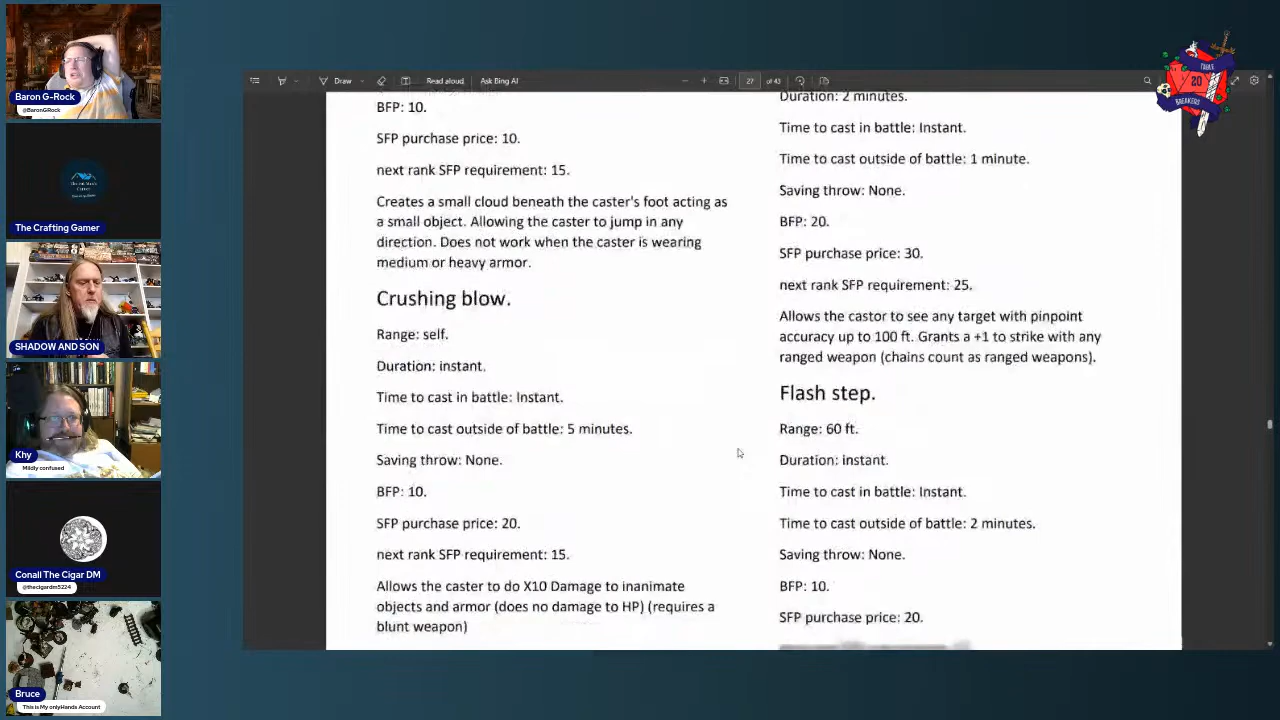 Baron G-Rock
@BaronGRock
The Crafting Gamer
SHADOW AND SON
Khy
Mildly confused
Conall The Cigar DM
@thecigardm5224
Bruce
This is My onlyHands Account
Draw
Read aloud
Ask Bing AI
27
of 43
TABLE
20
BREAKERS
BFP: 10.
SFP purchase price: 10.
next rank SFP requirement: 15.
Creates a small cloud beneath the caster's foot acting as
a small object. Allowing the caster to jump in any
direction. Does not work when the caster is wearing
medium or heavy armor.
Crushing blow.
Range: self.
Duration: instant.
Time to cast in battle: Instant.
Time to cast outside of battle: 5 minutes.
Saving throw: None.
BFP: 10.
SFP purchase price: 20.
next rank SFP requirement: 15.
Allows the caster to do X10 Damage to inanimate
objects and armor (does no damage to HP) (requires a
blunt weapon)
Duration: 2 minutes.
Time to cast in battle: Instant.
Time to cast outside of battle: 1 minute.
Saving throw: None.
BFP: 20.
SFP purchase price: 30.
next rank SFP requirement: 25.
Allows the castor to see any target with pinpoint
accuracy up to 100 ft. Grants a +1 to strike with any
ranged weapon (chains count as ranged weapons).
Flash step.
Range: 60 ft.
Duration: instant.
Time to cast in battle: Instant.
Time to cast outside of battle: 2 minutes.
Saving throw: None.
BFP: 10.
SFP purchase price: 20.